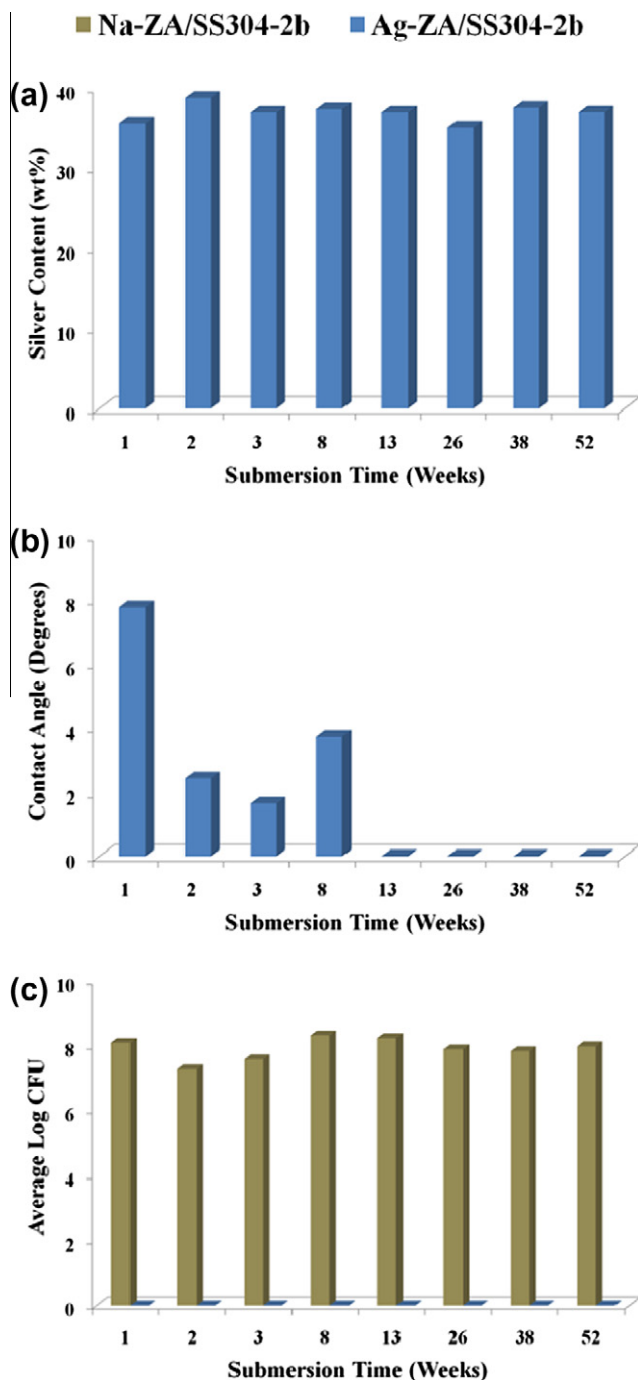 Na-ZA/SS304-2b Ag-ZA/SS304-2b
(a)
Silver Content (wt%)
40
30
20
10
0
1 2 3 8 13 26 38 52
Submersion Time (Weeks)
(b)
Contact Angle (Degrees)
10
8
6
4
2
0
1 2 3 8 13 26 38 52
Submersion Time (Weeks)
(c)
Average Log CFU
10
8
6
4
2
0
1 2 3 8 13 26 38 52
Submersion Time (Weeks)